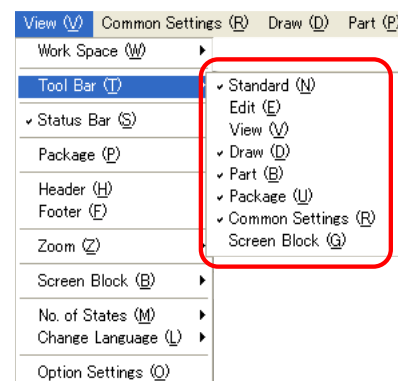 View (V) Common Settings (R) Draw (D) Part (P
Work Space (W)
Tool Bar (T)
Status Bar (S)
Package (P)
Header (H)
Footer (F)
Zoom (Z)
Screen Block (B)
No. of States (M)
Change Language (L)
Option Settings (O)
Standard (N)
Edit (E)
View (V)
Draw (D)
Part (B)
Package (U)
Common Settings (R)
Screen Block (G)